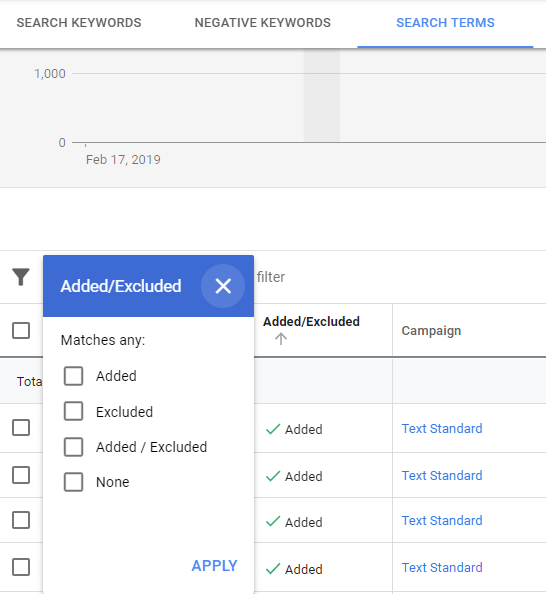 SEARCH KEYWORDS NEGATIVE KEYWORDS SEARCH TERMS
1,000
0
Feb 17, 2019
filter
Added/Excluded
Matches any:
Added
Excluded
Added / Excluded
None
APPLY
Added/Excluded Campaign
Tota
Added Text Standard
Added Text Standard
Added Text Standard
Added Text Standard